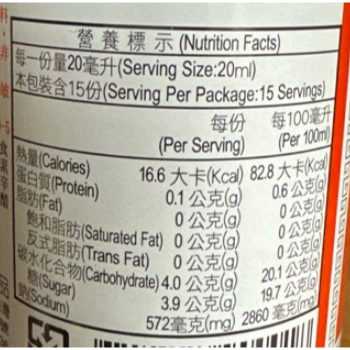 營養標示 (Nutrition Facts)
每一份量20毫升(Serving Size:20ml)
本包裝含15份(Serving Per Package:15 Servings)
每份 每100毫升
(Per Serving) (Per 100ml)
熱量(Calories) 16.6 大卡(Kcal) 82.8 大卡(Kcal)
蛋白質(Protein) 0.1 公克(g) 0.6 公克(g)
脂肪(Fat) 0 公克(g) 0 公克(g)
飽和脂肪(Saturated Fat) 0 公克(g) 0 公克(g)
反式脂肪(Trans Fat) 0 公克(g) 0 公克(g)
碳水化合物(Carbohydrate) 4.0 公克(g) 20.1 公克(g)
糖(Sugar) 3.9 公克(g) 19.7 公克(g)
鈉(Sodium) 572毫克(mg) 2860 毫克(mg)